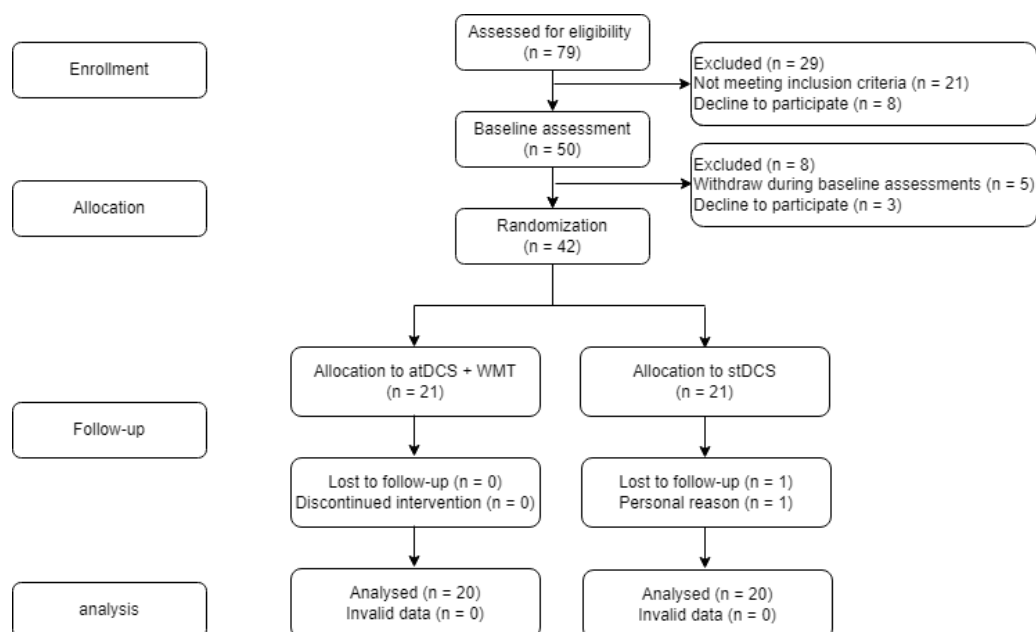 Assessed for eligibility
(n = 79)
Enrollment
Excluded (n = 29)
Not meeting inclusion criteria (n = 21)
Decline to participate (n = 8)
Baseline assessment
(n = 50)
Excluded (n = 8)
Withdraw during baseline assessments (n = 5)
Decline to participate (n = 3)
Allocation
Randomization
(n = 42)
Allocation to atDCS + WMT
(n = 21)
Allocation to stDCS
(n = 21)
Follow-up
Lost to follow-up (n = 0)
Discontinued intervention (n = 0)
Lost to follow-up (n = 1)
Personal reason (n = 1)
analysis
Analysed (n = 20)
Invalid data (n = 0)
Analysed (n = 20)
Invalid data (n = 0)